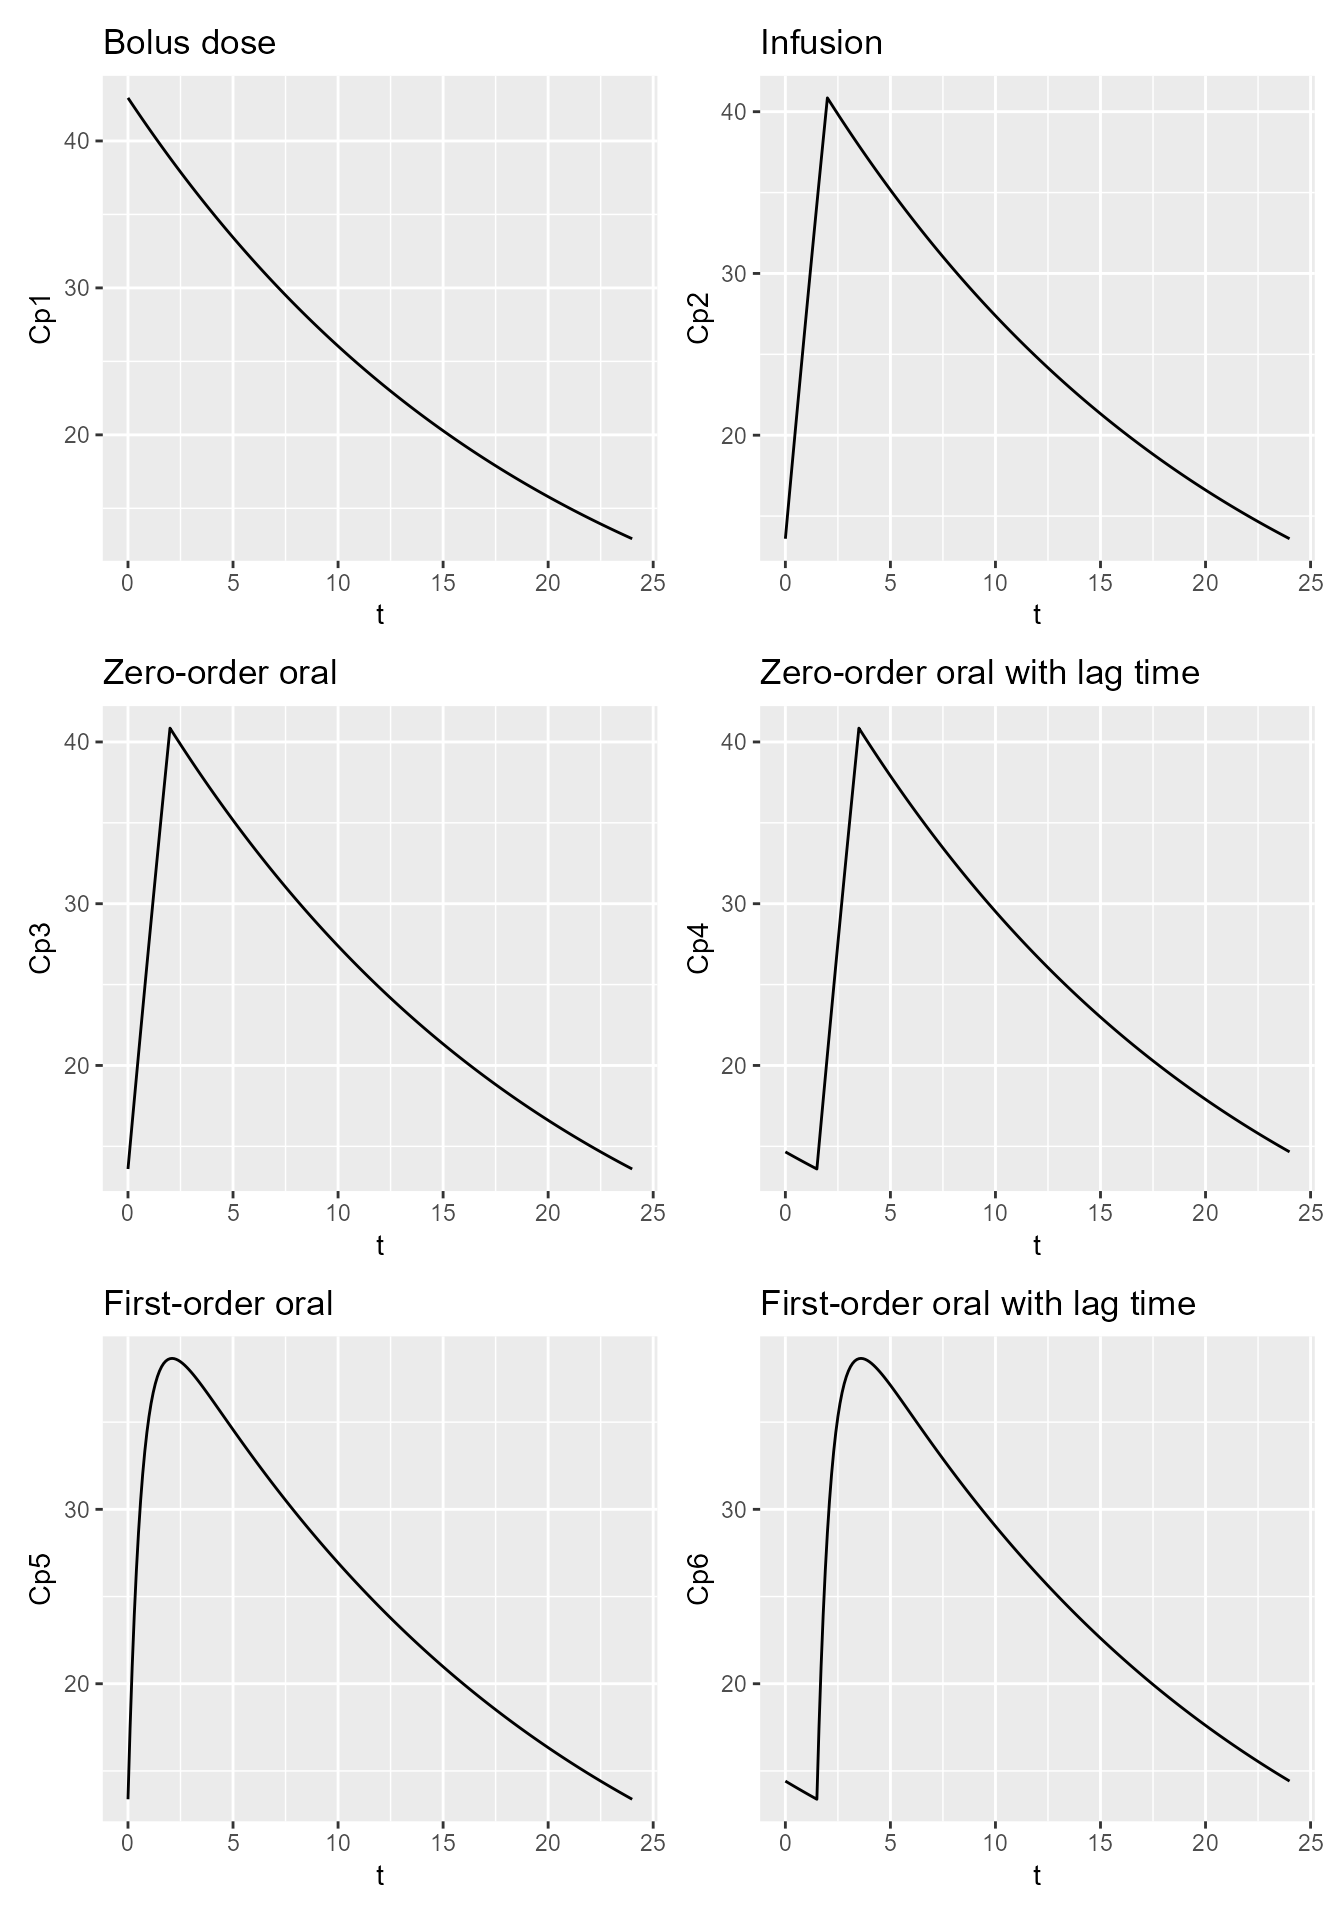 Bolus dose
Infusion
40
30
20
Cp1
0 5 10 15 20 25
t
40
30
20
Cp2
0 5 10 15 20 25
t
Zero-order oral
Zero-order oral with lag time
40
30
20
Cp3
0 5 10 15 20 25
t
40
30
20
Cp4
0 5 10 15 20 25
t
First-order oral
First-order oral with lag time
30
20
Cp5
0 5 10 15 20 25
t
30
20
Cp6
0 5 10 15 20 25
t